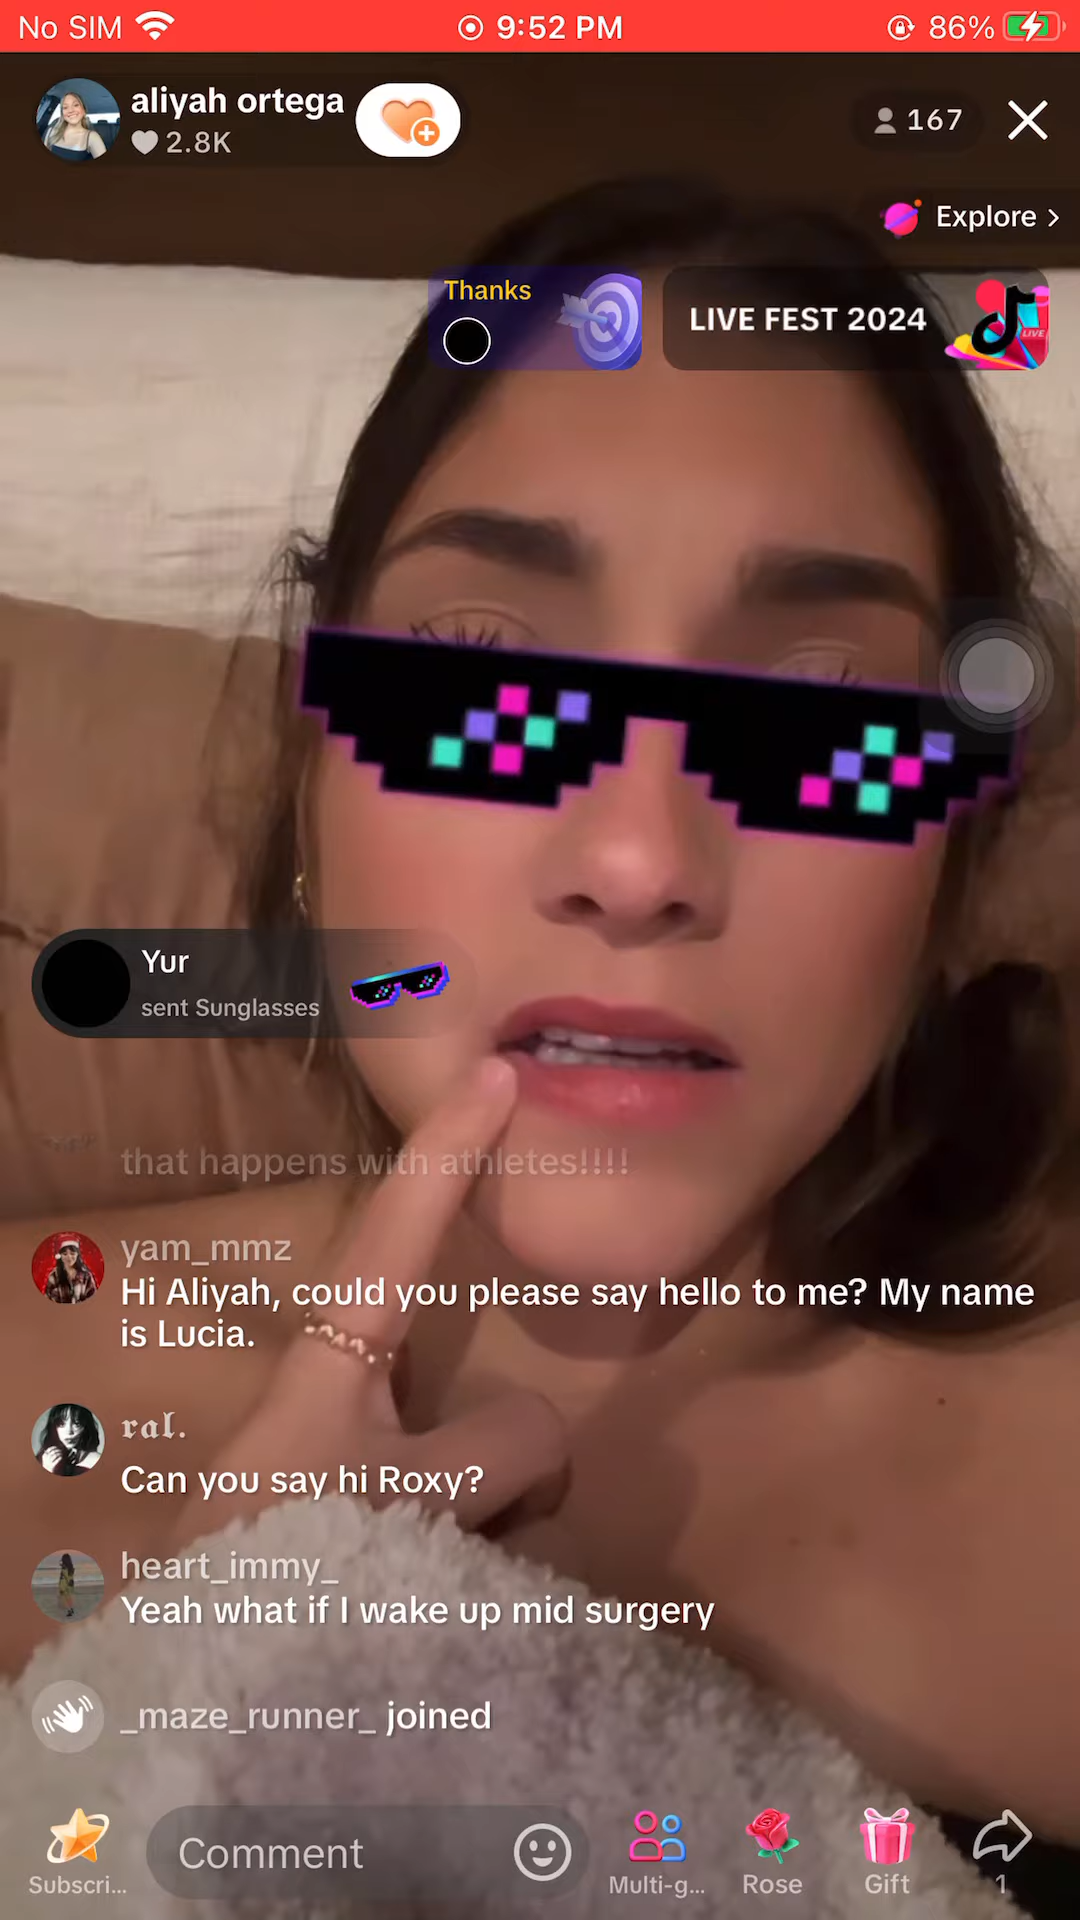 No SIM 9:52 PM 86%
aliyah ortega
2.8K
167
Explore >
Thanks
LIVE FEST 2024
LIVE
Yur
sent Sunglasses
that happens with athletes!!!!
yam_mmz
Hi Aliyah, could you please say hello to me? My name
is Lucia.
𝖗𝖆𝖑.
Can you say hi Roxy?
heart_immy_
Yeah what if I wake up mid surgery
_maze_runner_ joined
Comment
Subscri... Multi-g... Rose Gift 1